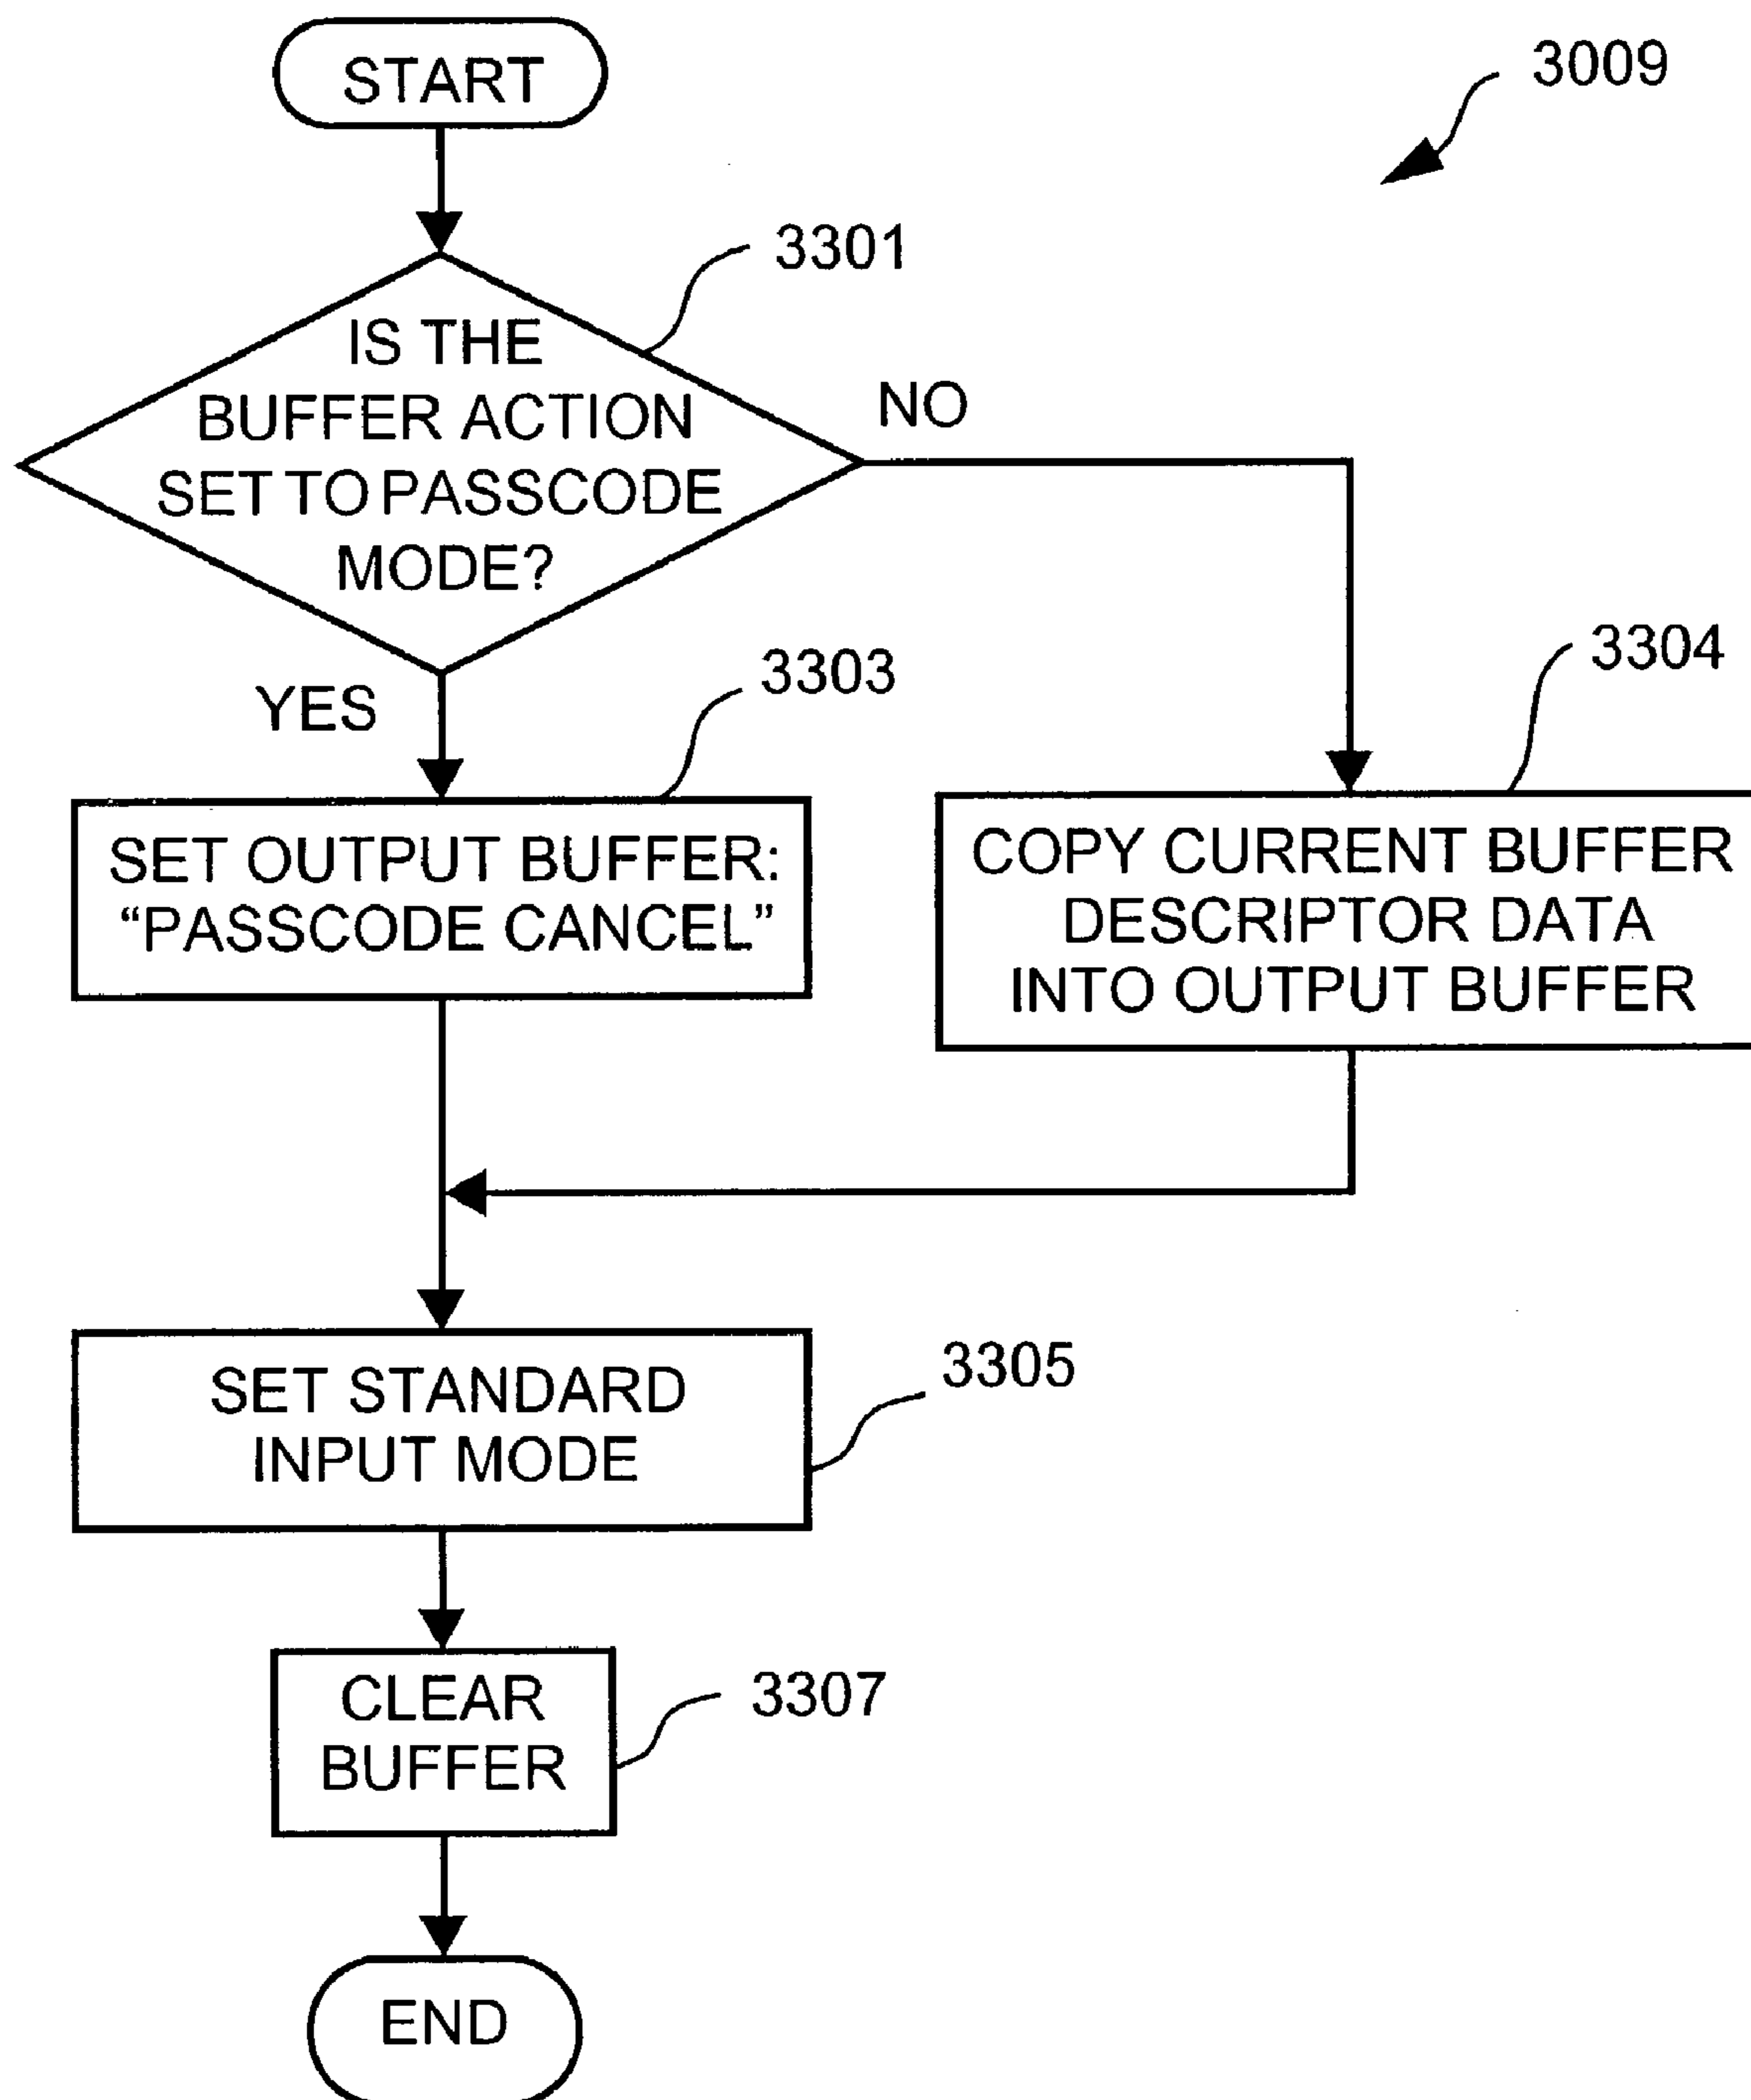 START
3009
3301
IS THE
BUFFER ACTION
SET TO PASSCODE
MODE?
NO
YES
3303
3304
SET OUTPUT BUFFER:
“PASSCODE CANCEL”
COPY CURRENT BUFFER
DESCRIPTOR DATA
INTO OUTPUT BUFFER
SET STANDARD
INPUT MODE
3305
CLEAR
BUFFER
3307
END